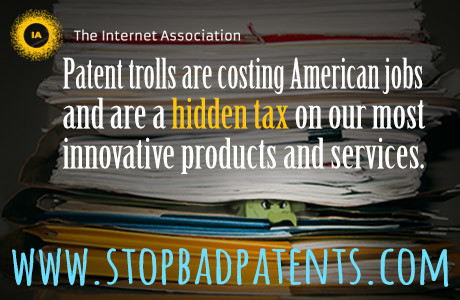 IA
The Internet Association
Patent trolls are costing American jobs
and are a hidden tax on our most
innovative products and services.
www.stopbadpatents.com